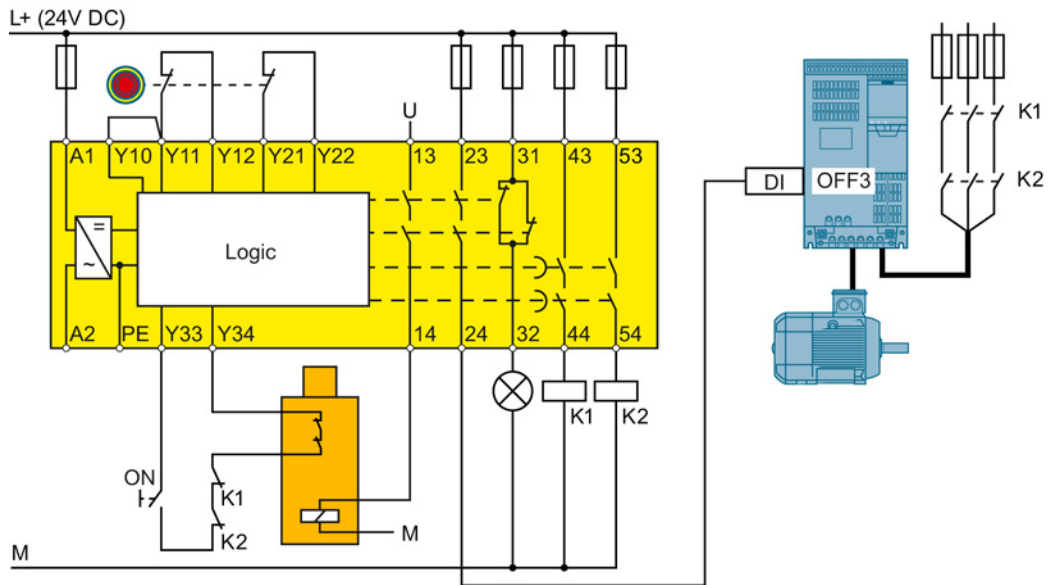 L+ (24V DC)
U
A1 Y10 Y11 Y12 Y21 Y22 13 23 31 43 53
K1
K2
DI OFF3
=
~
Logic
A2 PE Y33 Y34 14 24 32 44 54
K1 K2
ON
K1
K2
M
M